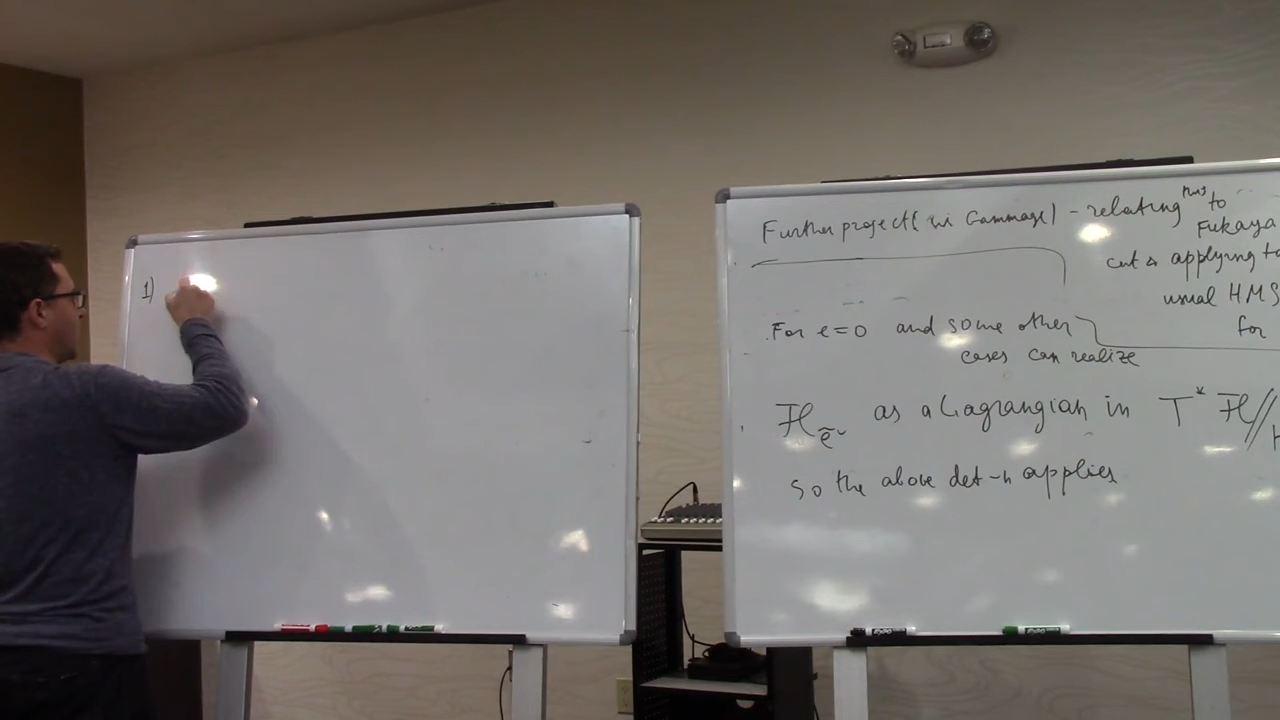 1)
Further project (w Gammage) - relating this to
Fukaya
cat & applying to
usual HMS
for
For e=0 and some other
cases can realize
ℋ_ẽ as a Lagrangian in T* ℋ//
so the above def-n applies